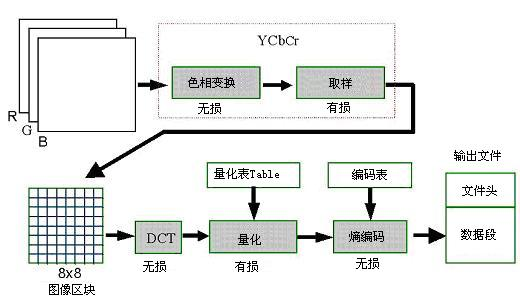 YCbCr
色相变换
取样
无损
有损
R
G
B
输出文件
量化表Table
编码表
文件头
DCT
量化
熵编码
数据段
无损
有损
无损
8x8
图像区块